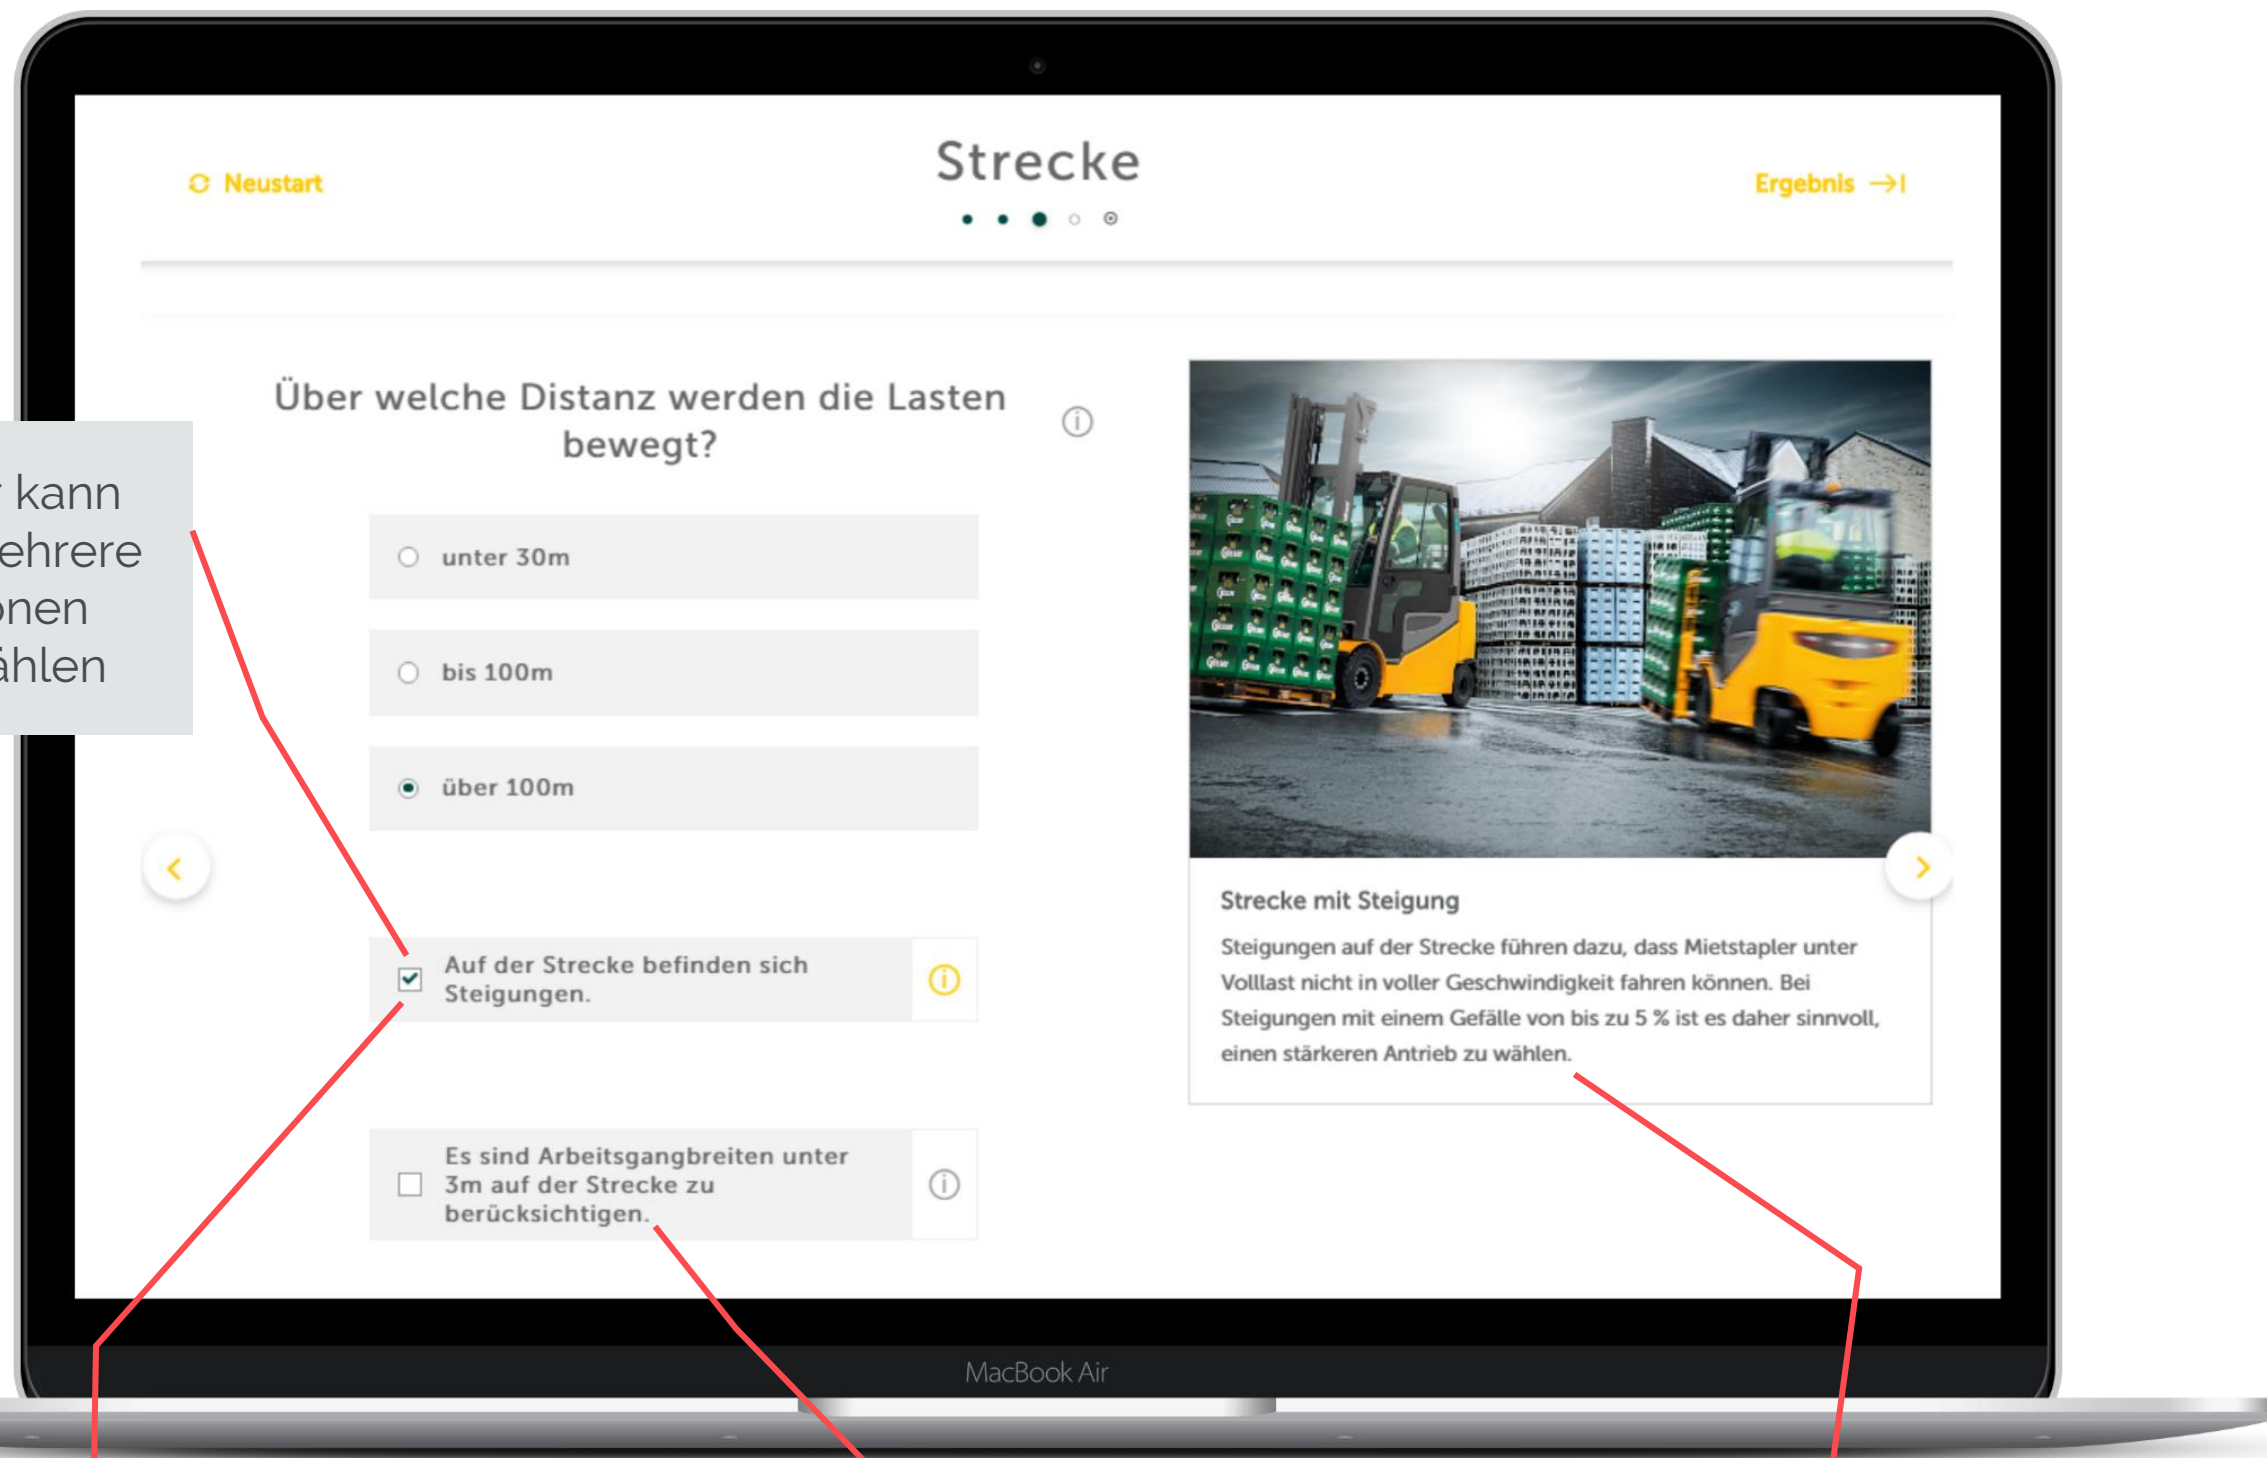 Neustart
Strecke
Ergebnis
Über welche Distanz werden die Lasten
bewegt?
kann
ehrere
onen
ählen
unter 30m
bis 100m
über 100m
Auf der Strecke befinden sich
Steigungen.
Es sind Arbeitsgangbreiten unter
3m auf der Strecke zu
berücksichtigen.
Strecke mit Steigung
Steigungen auf der Strecke führen dazu, dass Mietstapler unter
Volllast nicht in voller Geschwindigkeit fahren können. Bei
Steigungen mit einem Gefälle von bis zu 5 % ist es daher sinnvoll,
einen stärkeren Antrieb zu wählen.
MacBook Air